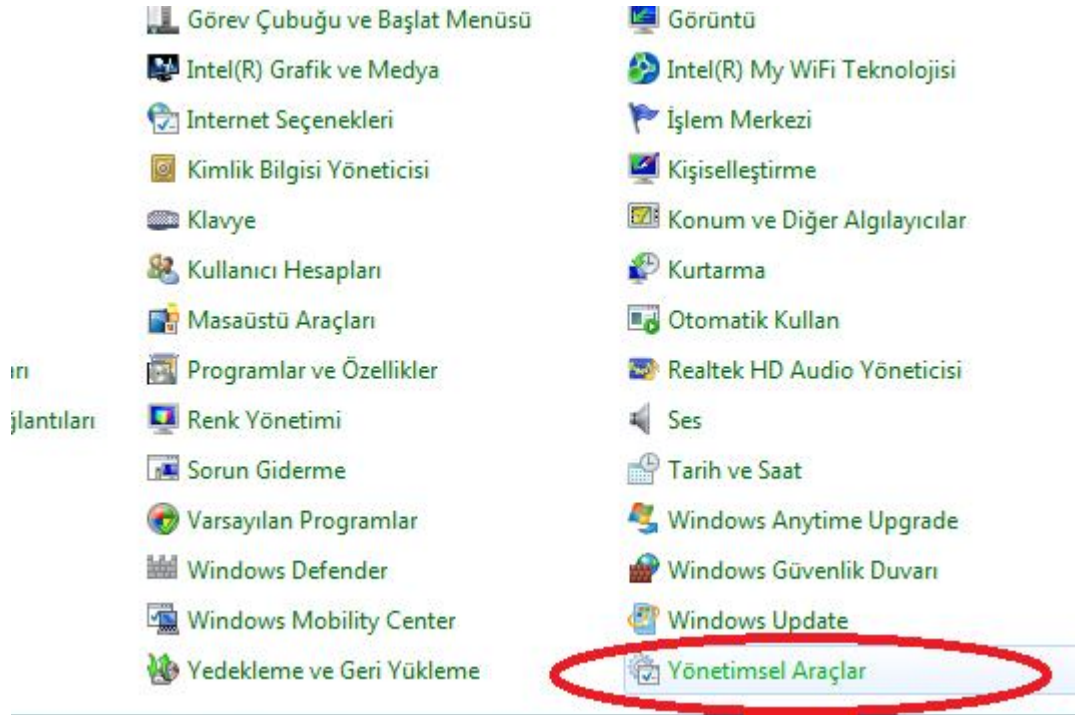 Görev Çubuğu ve Başlat Menüsü
Görüntü
Intel(R) Grafik ve Medya
Intel(R) My WiFi Teknolojisi
Internet Seçenekleri
İşlem Merkezi
Kimlik Bilgisi Yöneticisi
Kişiselleştirme
Klavye
Konum ve Diğer Algılayıcılar
Kullanıcı Hesapları
Kurtarma
Masaüstü Araçları
Otomatik Kullan
Programlar ve Özellikler
Realtek HD Audio Yöneticisi
ğlantıları
Renk Yönetimi
Ses
Sorun Giderme
Tarih ve Saat
Varsayılan Programlar
Windows Anytime Upgrade
Windows Defender
Windows Güvenlik Duvarı
Windows Mobility Center
Windows Update
Yedekleme ve Geri Yükleme
Yönetimsel Araçlar